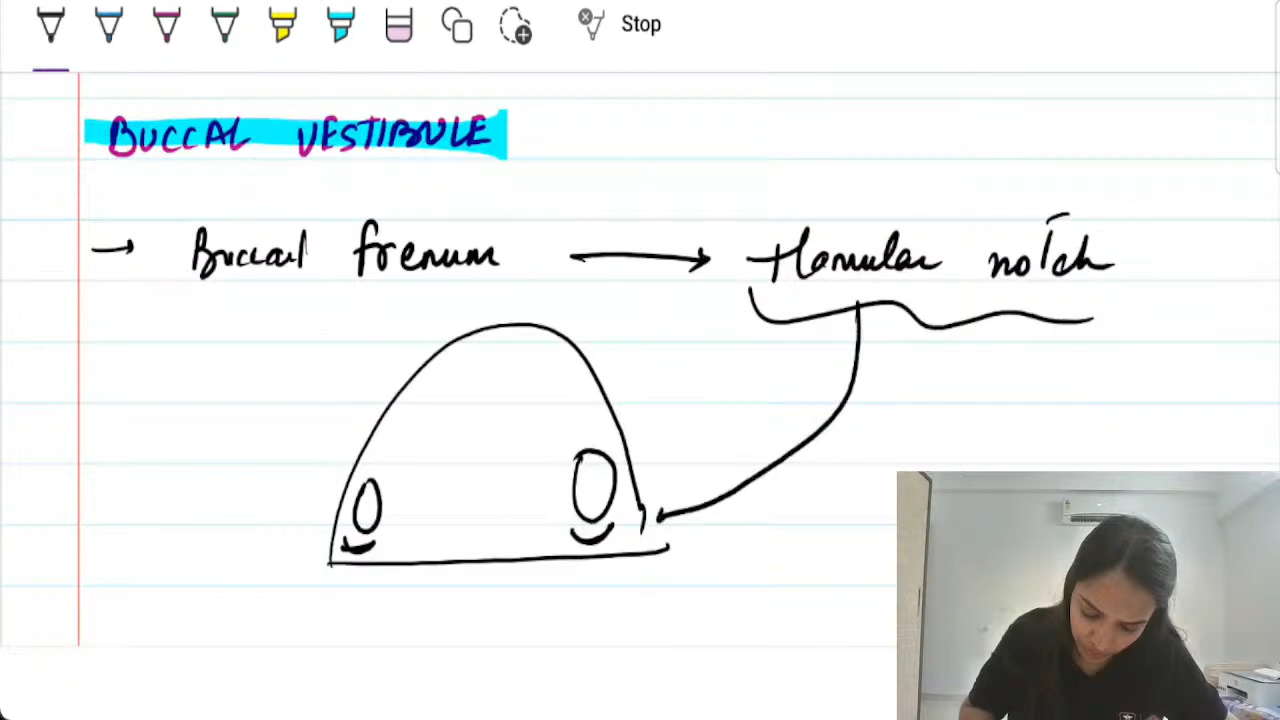 Stop
BUCCAL VESTIBULE
→ Buccal frenum → Hamular notch